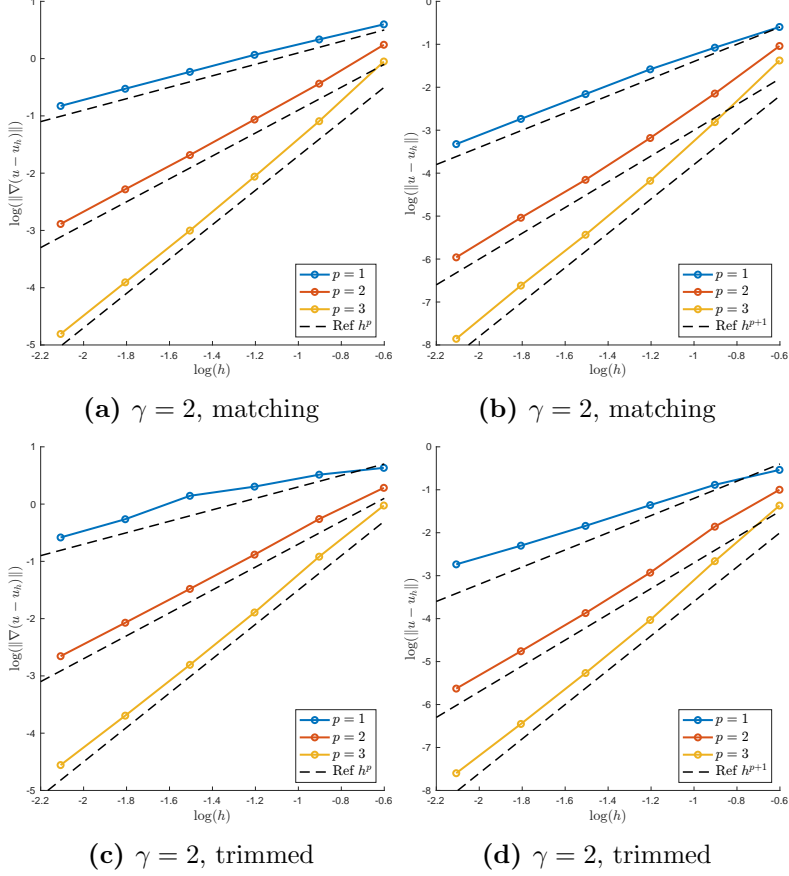 1
0
-1
-2
-3
-4
-5
-2.2 -2 -1.8 -1.6 -1.4 -1.2 -1 -0.8 -0.6
log(h)
log(‖∇(u − u_h)‖)
p = 1
p = 2
p = 3
Ref h^p
(a) γ = 2, matching
0
-1
-2
-3
-4
-5
-6
-7
-8
-2.2 -2 -1.8 -1.6 -1.4 -1.2 -1 -0.8 -0.6
log(h)
log(‖u − u_h‖)
p = 1
p = 2
p = 3
Ref h^{p+1}
(b) γ = 2, matching
1
0
-1
-2
-3
-4
-5
-2.2 -2 -1.8 -1.6 -1.4 -1.2 -1 -0.8 -0.6
log(h)
log(‖∇(u − u_h)‖)
p = 1
p = 2
p = 3
Ref h^p
(c) γ = 2, trimmed
0
-1
-2
-3
-4
-5
-6
-7
-8
-2.2 -2 -1.8 -1.6 -1.4 -1.2 -1 -0.8 -0.6
log(h)
log(‖u − u_h‖)
p = 1
p = 2
p = 3
Ref h^{p+1}
(d) γ = 2, trimmed